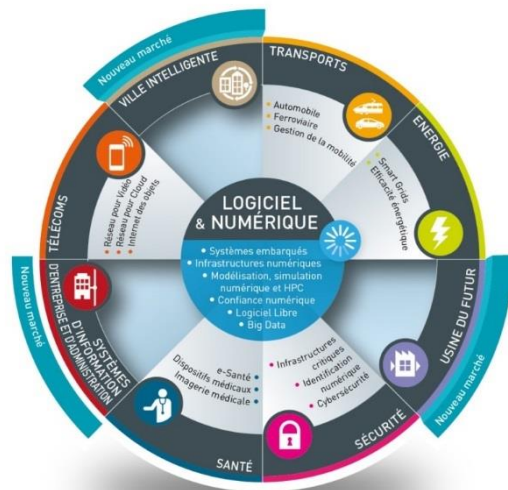 Nouveau marché
VILLE INTELLIGENTE
TRANSPORTS
• Automobile
• Ferroviaire
• Gestion de la mobilité
ENERGIE
• Smart Grids
• Efficacité énergétique
TÉLÉCOMS
• Réseau pour Vidéo
• Réseau pour Cloud
• Internet des objets
LOGICIEL
& NUMÉRIQUE
• Systèmes embarqués
• Infrastructures numériques
• Modélisation, simulation
numérique et HPC
• Confiance numérique
• Logiciel Libre
• Big Data
Nouveau marché
SYSTÈMES
D'INFORMATION
D'ENTREPRISE ET D'ADMINISTRATION
USINE DU FUTUR
Nouveau marché
e-Santé •
Dispositifs médicaux •
Imagerie médicale •
SANTÉ
• Infrastructures
critiques
• Identification
numérique
• Cybersécurité
SÉCURITÉ